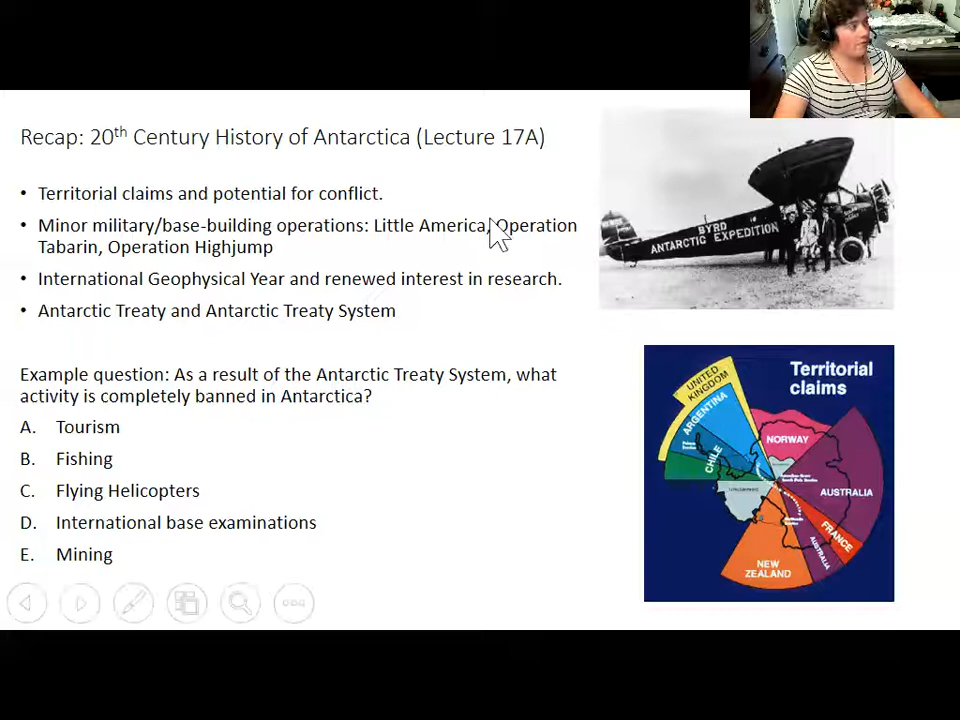 Recap: 20th Century History of Antarctica (Lecture 17A)
• Territorial claims and potential for conflict.
• Minor military/base-building operations: Little America, Operation
Tabarin, Operation Highjump
• International Geophysical Year and renewed interest in research.
• Antarctic Treaty and Antarctic Treaty System
Example question: As a result of the Antarctic Treaty System, what
activity is completely banned in Antarctica?
A. Tourism
B. Fishing
C. Flying Helicopters
D. International base examinations
E. Mining
BYRD
ANTARCTIC EXPEDITION
Territorial
claims
UNITED
KINGDOM
ARGENTINA
CHILE
NORWAY
AUSTRALIA
FRANCE
AUSTRALIA
NEW
ZEALAND